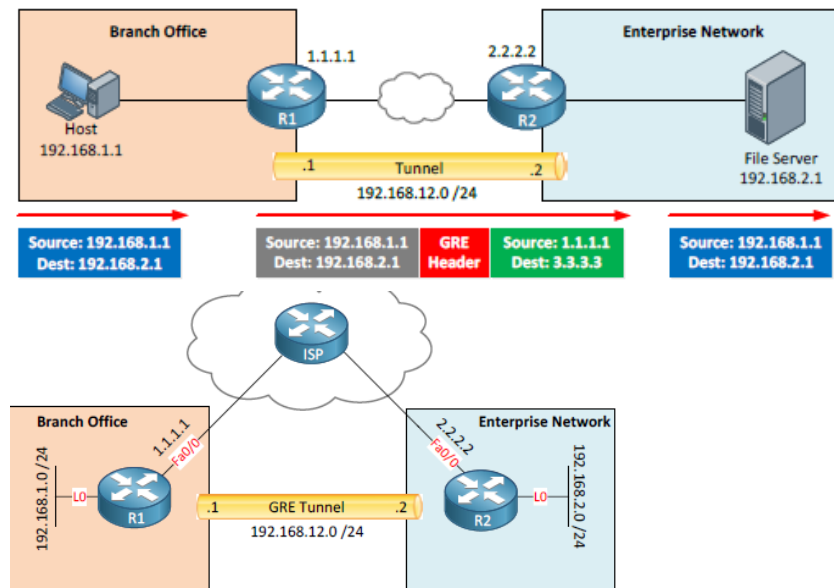 Branch Office
Enterprise Network
1.1.1.1
2.2.2.2
R1
R2
Host
192.168.1.1
File Server
192.168.2.1
.1
Tunnel
.2
192.168.12.0 /24
Source: 192.168.1.1
Dest: 192.168.2.1
Source: 192.168.1.1
Dest: 192.168.2.1
GRE
Header
Source: 1.1.1.1
Dest: 3.3.3.3
Source: 192.168.1.1
Dest: 192.168.2.1
ISP
Branch Office
Enterprise Network
1.1.1.1
Fa0/0
2.2.2.2
Fa0/0
192.168.1.0 /24
L0
R1
.1
GRE Tunnel
.2
192.168.12.0 /24
R2
L0
192.168.2.0 /24